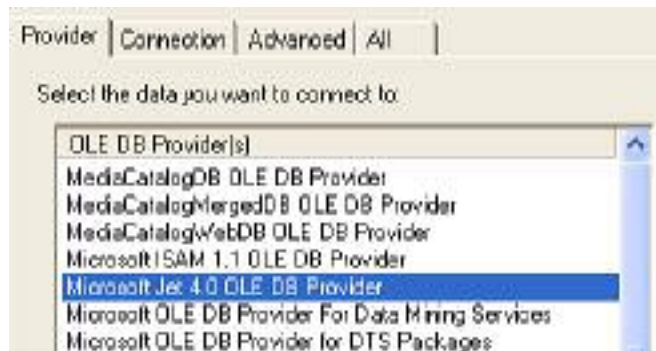 Provider Connection Advanced All
Select the data you want to connect to:
OLE DB Provider(s)
MediaCatalogDB OLE DB Provider
MediaCatalogMergedDB OLE DB Provider
MediaCatalogWebDB OLE DB Provider
Microsoft ISAM 1.1 OLE DB Provider
Microsoft Jet 4.0 OLE DB Provider
Microsoft OLE DB Provider For Data Mining Services
Microsoft OLE DB Provider for DTS Packages